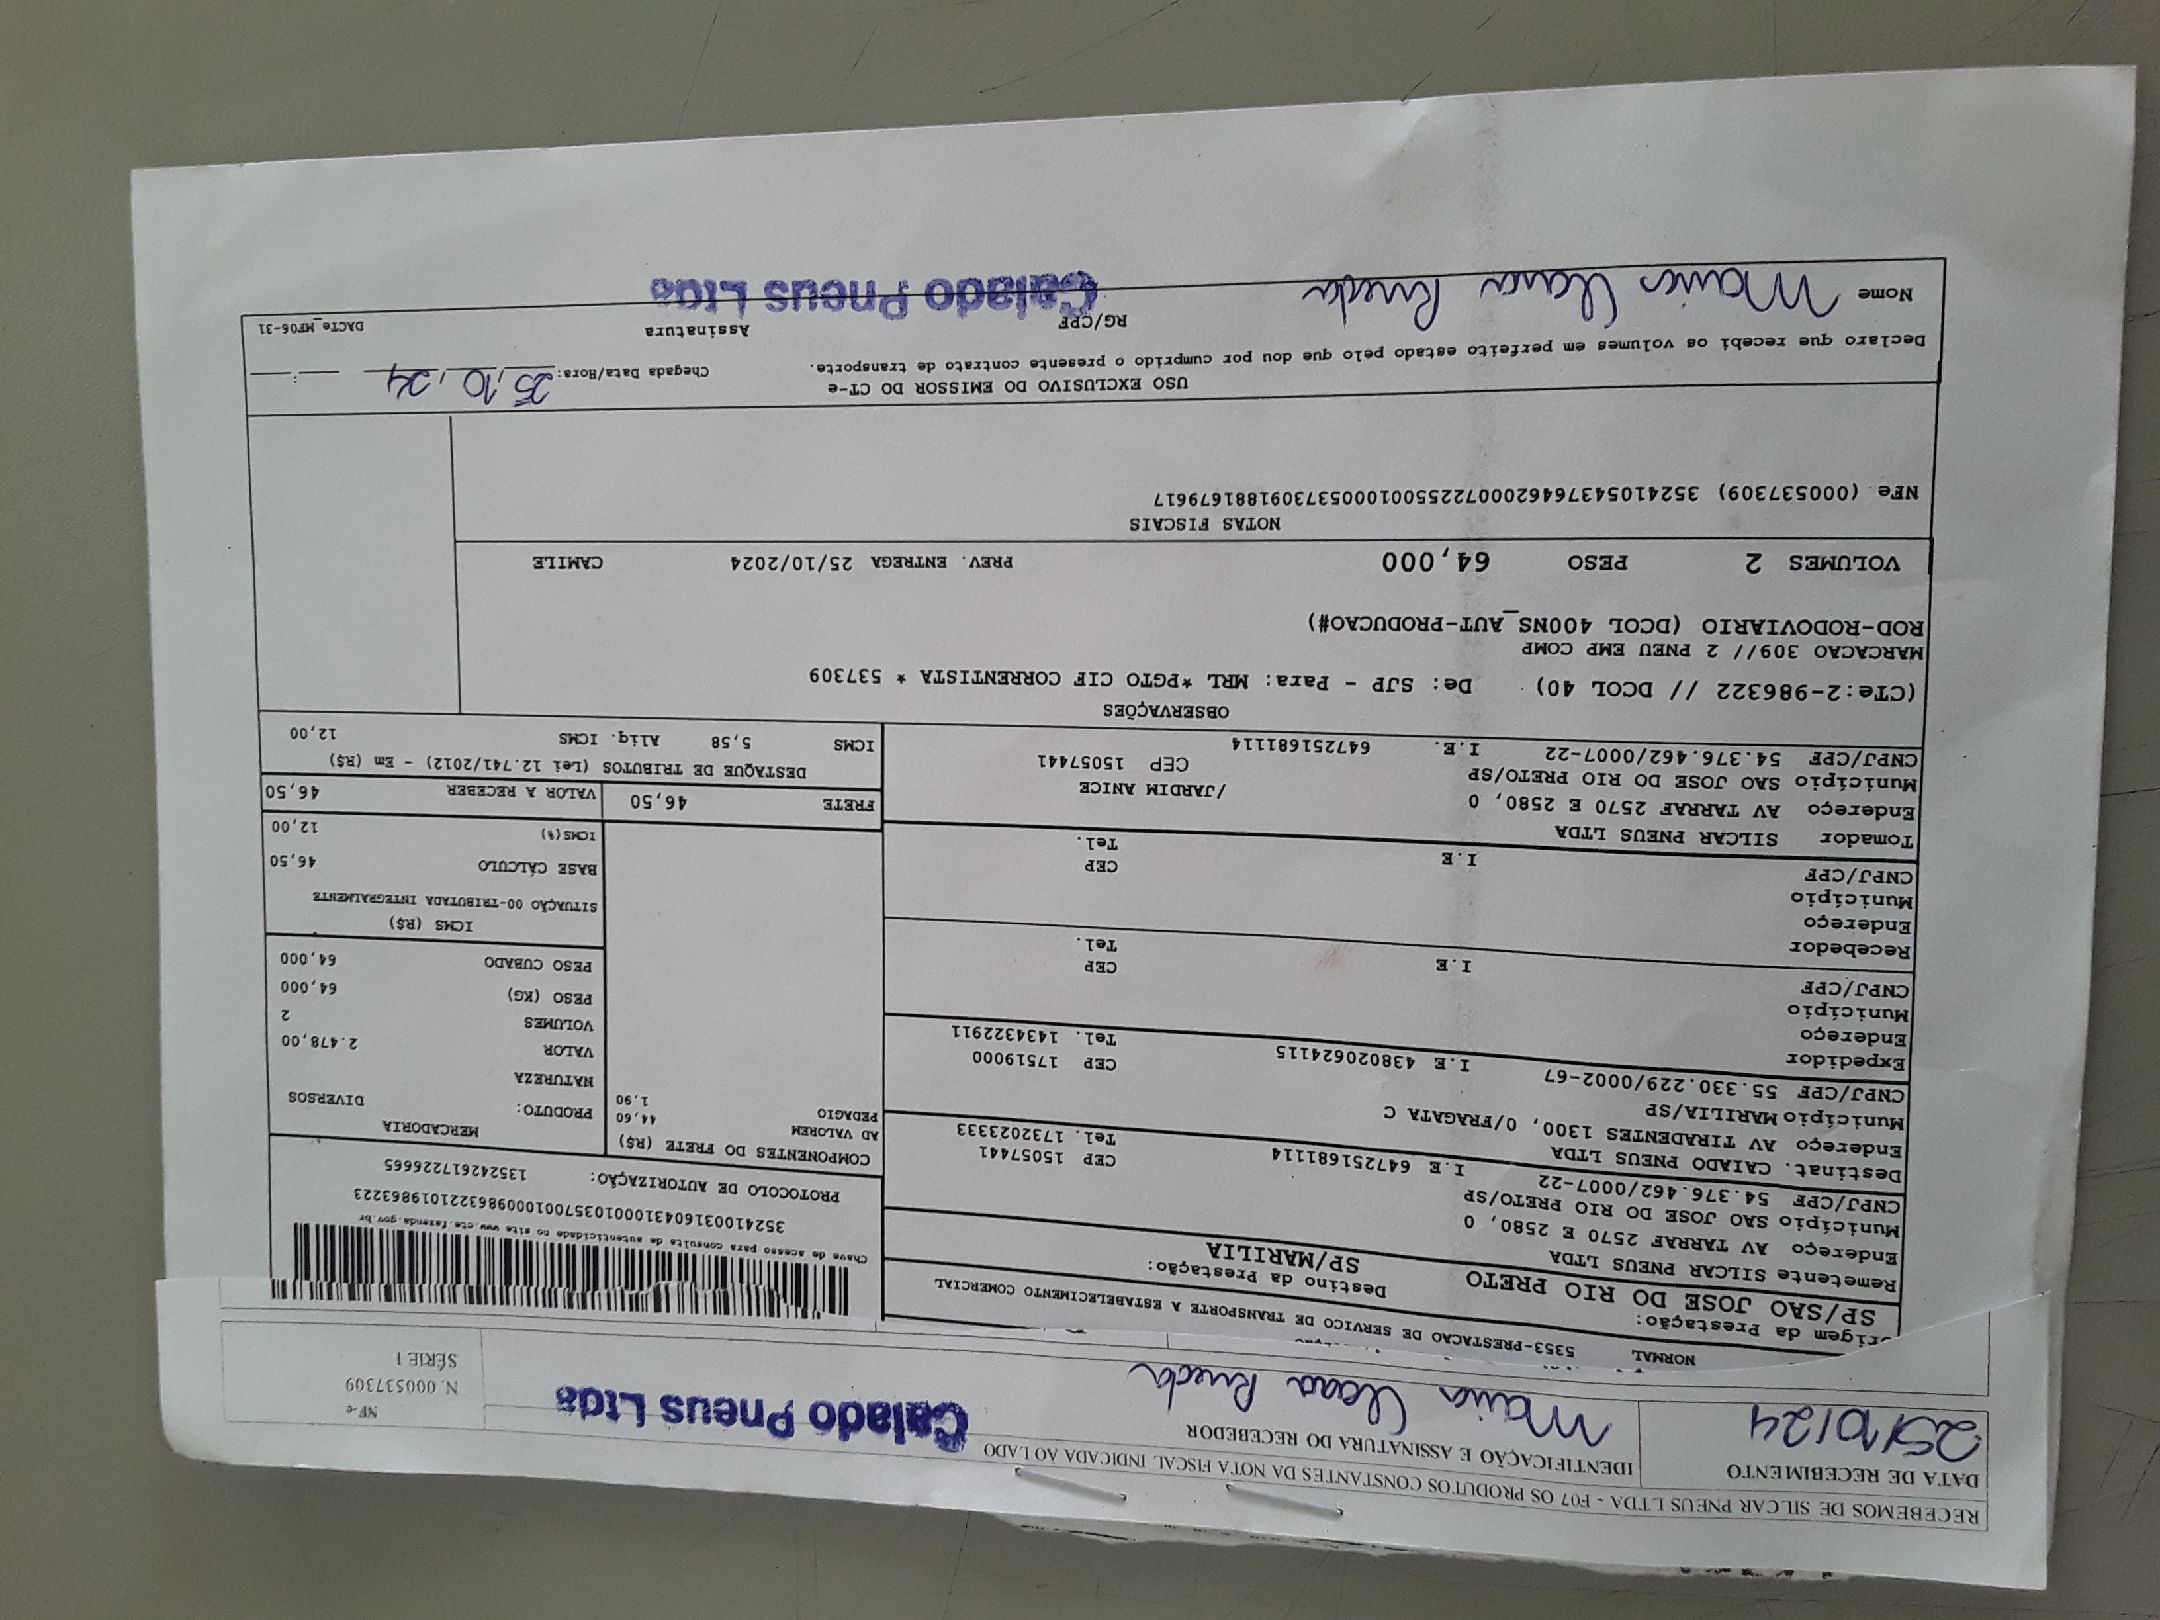 RECEBEMOS DE SILCAR PNEUS LTDA - F07 OS PRODUTOS CONSTANTES DA NOTA FISCAL INDICADA AO LADO
DATA DE RECEBIMENTO
25/10/24
IDENTIFICAÇÃO E ASSINATURA DO RECEBEDOR
Maria Clara
Caiado Pneus Ltda
NF-e
N. 000537309
SÉRIE 1
NORMAL 5353-PRESTACAO DE SERVICO DE TRANSPORTE A ESTABELECIMENTO COMERCIAL
Origem da Prestação:
SP/SAO JOSE DO RIO PRETO
Destino da Prestação:
SP/MARILIA
Remetente SILCAR PNEUS LTDA
Endereço AV TARRAF 2570 E 2580, 0
Município SAO JOSE DO RIO PRETO/SP CEP 15057441
CNPJ/CPF 54.376.462/0007-22 I.E 647251681114 Tel. 1732023333
Destinat. CAIADO PNEUS LTDA
Endereço AV TIRADENTES 1300, 0/FRAGATA C
Município MARILIA/SP CEP 17519000
CNPJ/CPF 55.330.229/0002-67 I.E 438020624115 Tel. 1434322911
Expedidor
Endereço
Município CEP
CNPJ/CPF I.E Tel.
Recebedor
Endereço
Município CEP
CNPJ/CPF I.E Tel.
Tomador SILCAR PNEUS LTDA
Endereço AV TARRAF 2570 E 2580, 0 /JARDIM ANICE
Município SAO JOSE DO RIO PRETO/SP CEP 15057441
CNPJ/CPF 54.376.462/0007-22 I.E. 647251681114
Chave de acesso para consulta de autenticidade no site www.cte.fazenda.gov.br
35241003160431000103570010009863221019863223
PROTOCOLO DE AUTORIZAÇÃO: 135242617226665
COMPONENTES DO FRETE (R$)
AD VALOREM 44,60
PEDAGIO 1,90
MERCADORIA
PRODUTO: DIVERSOS
NATUREZA
VALOR 2.478,00
VOLUMES 2
PESO (KG) 64,000
PESO CUBADO 64,000
ICMS (R$)
SITUAÇÃO 00-TRIBUTADA INTEGRALMENTE
BASE CÁLCULO 46,50
ICMS(%) 12,00
FRETE 46,50 VALOR A RECEBER 46,50
DESTAQUE DE TRIBUTOS (Lei 12.741/2012) - Em (R$)
ICMS 5,58 Aliq. ICMS 12,00
OBSERVAÇÕES
(CTe:2-986322 // DCOL 40) De: SJP - Para: MRL *PGTO CIF CORRENTISTA * 537309
MARCACAO 309// 2 PNEU EMP COMP
ROD-RODOVIARIO (DCOL 400NS_AUT-PRODUCAO#)
VOLUMES 2 PESO 64,000 PREV. ENTREGA 25/10/2024 CAMILE
NOTAS FISCAIS
NFe (000537309) 35241054376462000722550010005373091881679617
USO EXCLUSIVO DO EMISSOR DO CT-e
Declaro que recebi os volumes em perfeito estado pelo que dou por cumprido o presente contrato de transporte.
Chegada Data/Hora: 25/10/24 __:__
Nome Maria Clara
RG/CPF
Assinatura
Caiado Pneus Ltda
DACTe_MF06-31